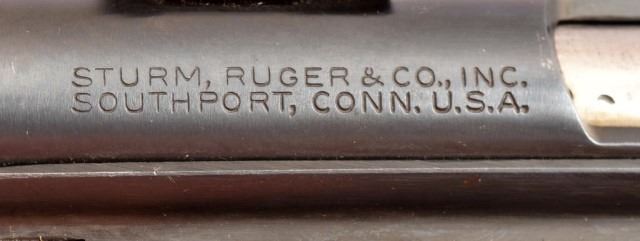 STURM, RUGER & CO., INC.
SOUTHPORT, CONN. U.S.A.